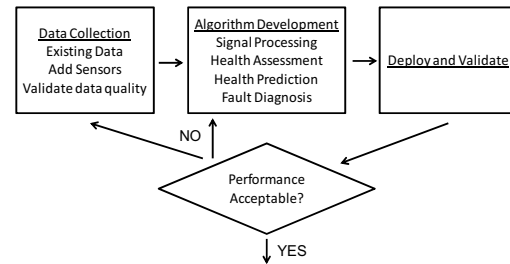 Data Collection
Existing Data
Add Sensors
Validate data quality
Algorithm Development
Signal Processing
Health Assessment
Health Prediction
Fault Diagnosis
Deploy and Validate
NO
Performance
Acceptable?
YES